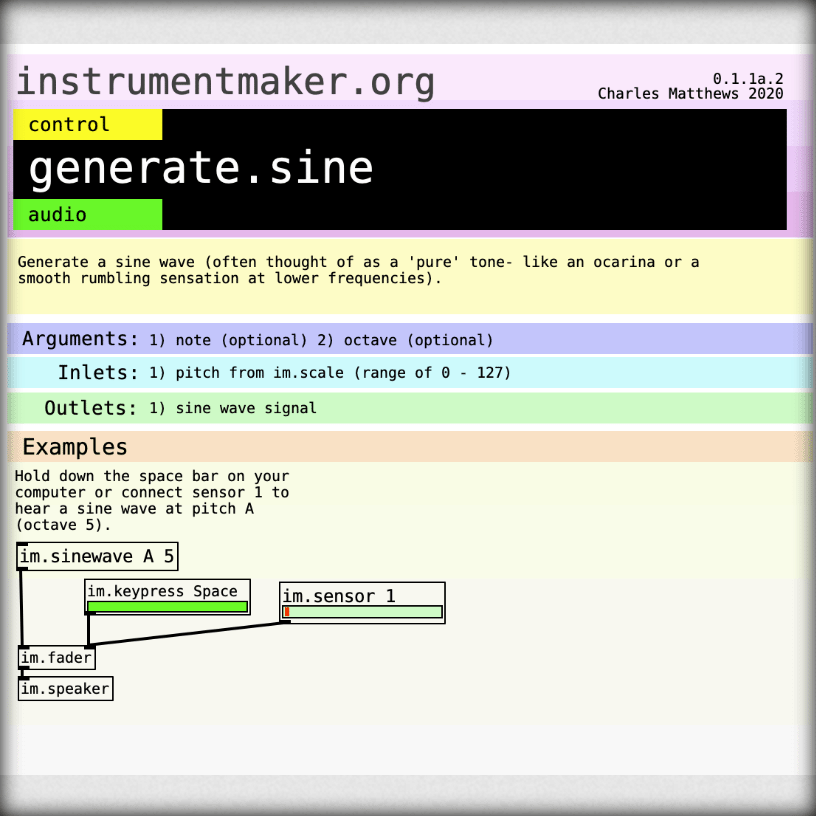 instrumentmaker.org
0.1.1a.2
Charles Matthews 2020
control
generate.sine
audio
Generate a sine wave (often thought of as a 'pure' tone- like an ocarina or a
smooth rumbling sensation at lower frequencies).
Arguments: 1) note (optional) 2) octave (optional)
Inlets: 1) pitch from im.scale (range of 0 - 127)
Outlets: 1) sine wave signal
Examples
Hold down the space bar on your
computer or connect sensor 1 to
hear a sine wave at pitch A
(octave 5).
im.sinewave A 5
im.keypress Space
im.sensor 1
im.fader
im.speaker